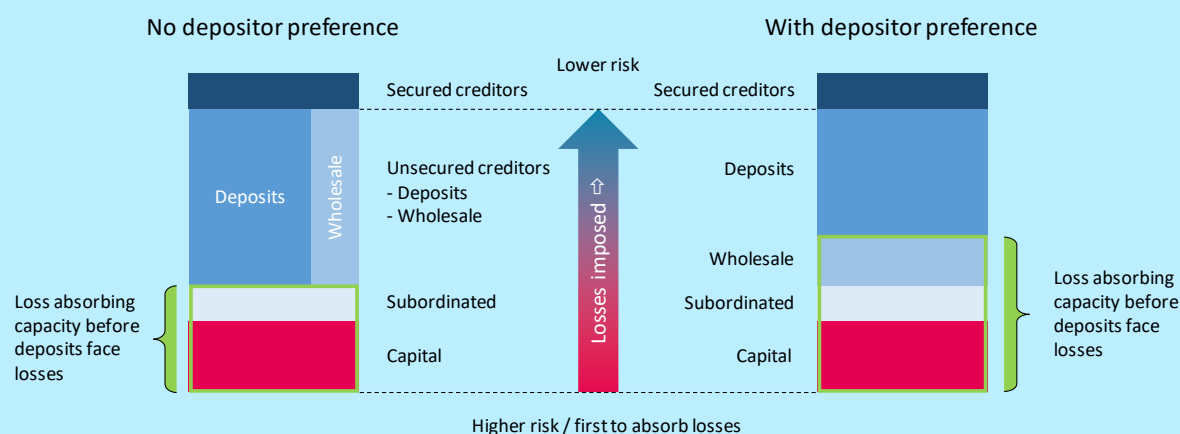 No depositor preference
With depositor preference
Lower risk
Secured creditors
Secured creditors
Deposits
Wholesale
Unsecured creditors
- Deposits
- Wholesale
Losses imposed ⇨
Deposits
Wholesale
Loss absorbing
capacity before
deposits face
losses
Subordinated
Capital
Subordinated
Capital
Loss absorbing
capacity before
deposits face
losses
Higher risk / first to absorb losses